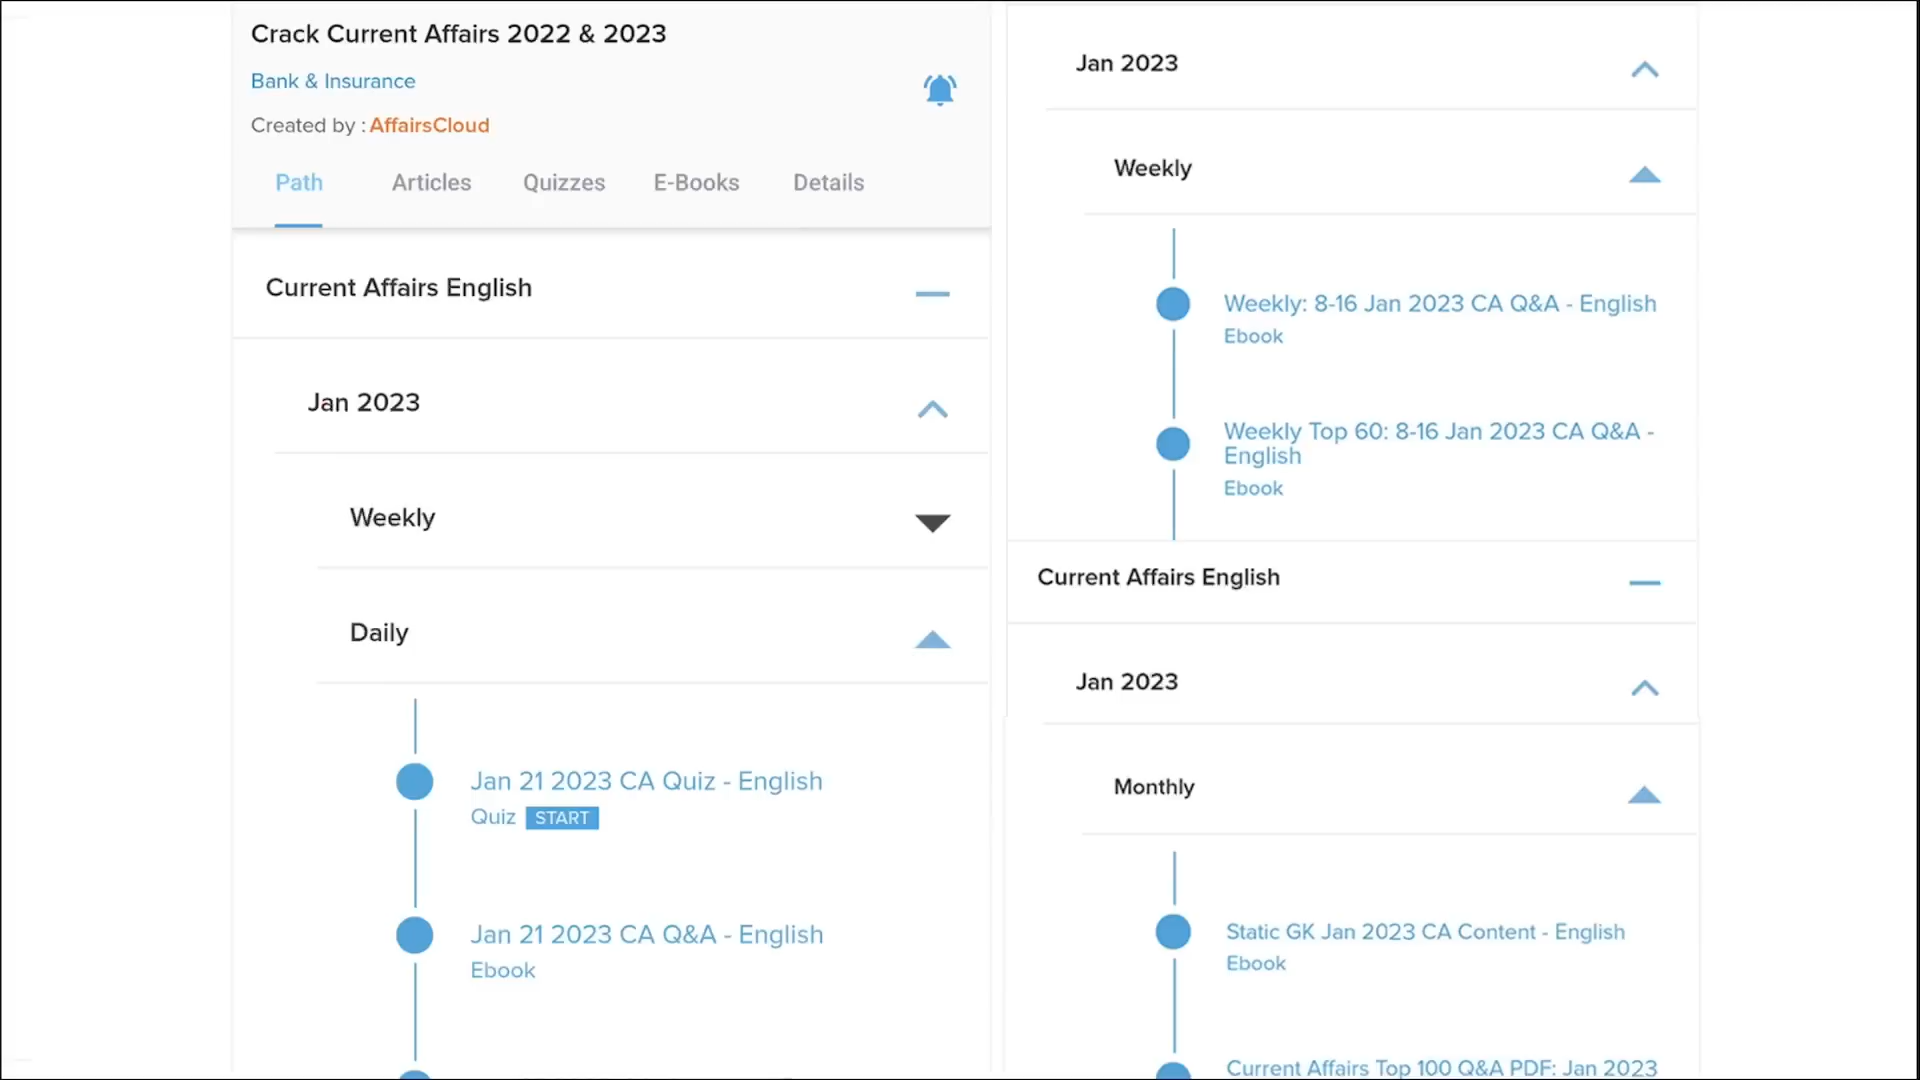 Crack Current Affairs 2022 & 2023
Bank & Insurance
Created by : AffairsCloud
Path Articles Quizzes E-Books Details
Current Affairs English
Jan 2023
Weekly
Daily
Jan 21 2023 CA Quiz - English
Quiz START
Jan 21 2023 CA Q&A - English
Ebook
Jan 2023
Weekly
Weekly: 8-16 Jan 2023 CA Q&A - English
Ebook
Weekly Top 60: 8-16 Jan 2023 CA Q&A -
English
Ebook
Current Affairs English
Jan 2023
Monthly
Static GK Jan 2023 CA Content - English
Ebook
Current Affairs Top 100 Q&A PDF: Jan 2023